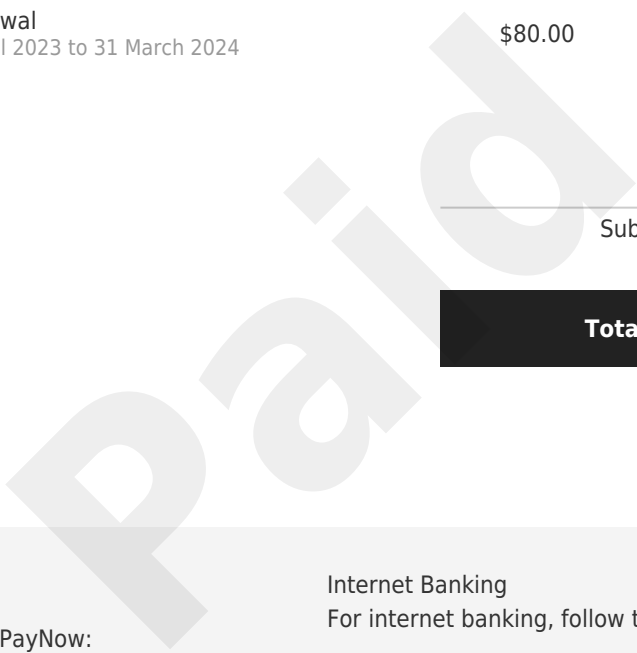 wal
l 2023 to 31 March 2024
$80.00
Sub
Tota
Paid
Internet Banking
For internet banking, follow t
PayNow: